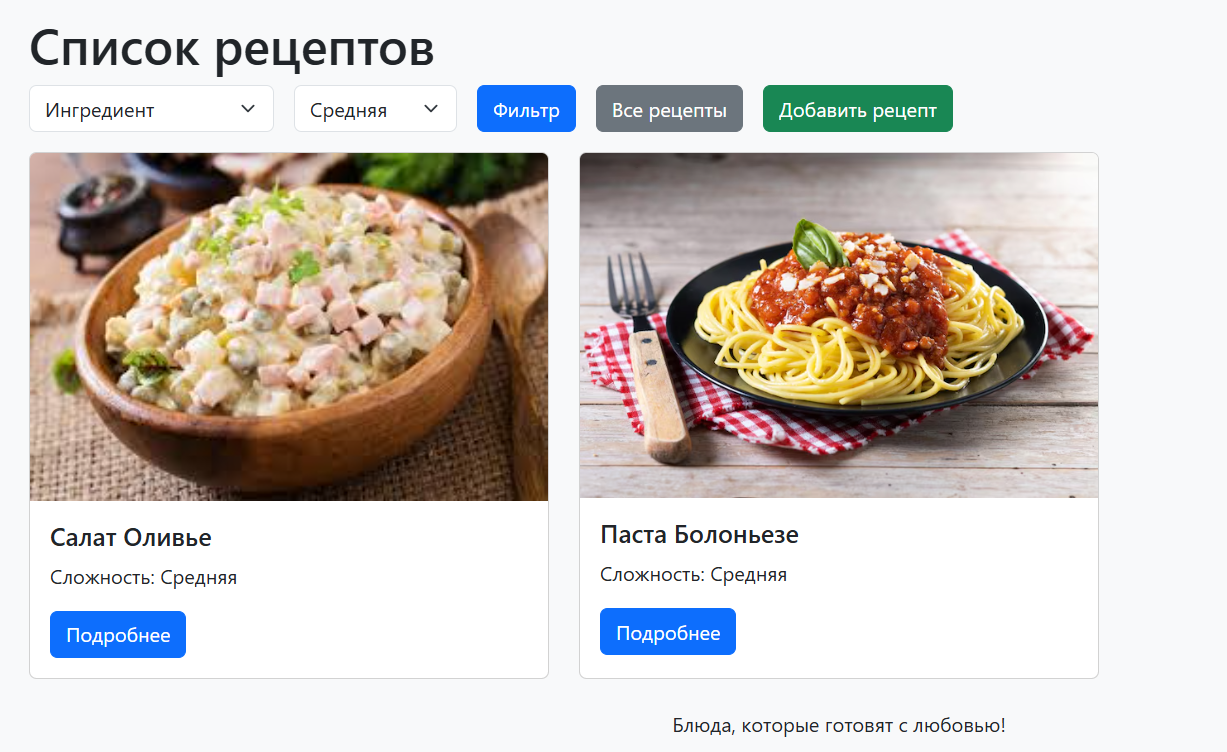 Список рецептов
Ингредиент Средняя Фильтр Все рецепты Добавить рецепт
Салат Оливье
Сложность: Средняя
Подробнее
Паста Болоньезе
Сложность: Средняя
Подробнее
Блюда, которые готовят с любовью!